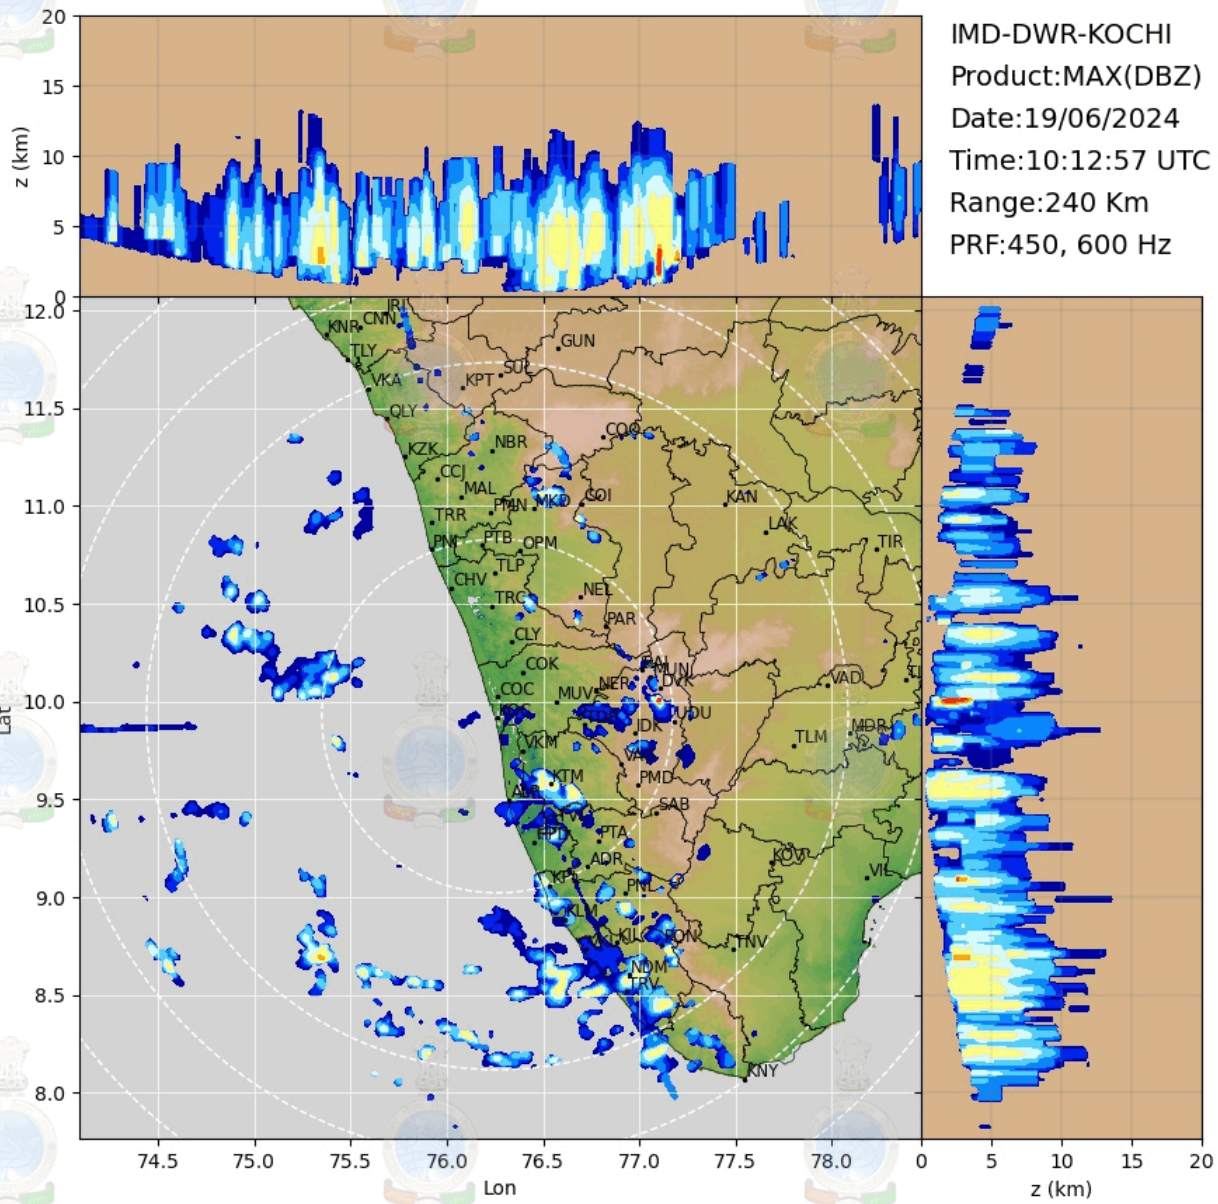 20
15
10
5
0
z (km)
IMD-DWR-KOCHI
Product:MAX(DBZ)
Date:19/06/2024
Time:10:12:57 UTC
Range:240 Km
PRF:450, 600 Hz
12.0
11.5
11.0
10.5
10.0
9.5
9.0
8.5
8.0
Lat
JRI
CNN
KNR
GUN
TLY
SUL
VKA
KPT
QLY
COO
NBR
KZK
CCJ
MAL
COI
KAN
PMN
MKD
TRR
LAK
PNI
PTB
OPM
TIR
TLP
CHV
NEL
TRC
PAR
CLY
COK
MUN
DVK
VAD
COC
NER
MUV
UDU
IDK
MDR
VKM
TLM
KTM
PMD
SAB
PTA
ADR
KOV
VIL
PNL
KLM
KIL
PON
TNV
NDM
TRV
KNY
74.5
75.0
75.5
76.0
76.5
77.0
77.5
78.0
Lon
0
5
10
15
20
z (km)